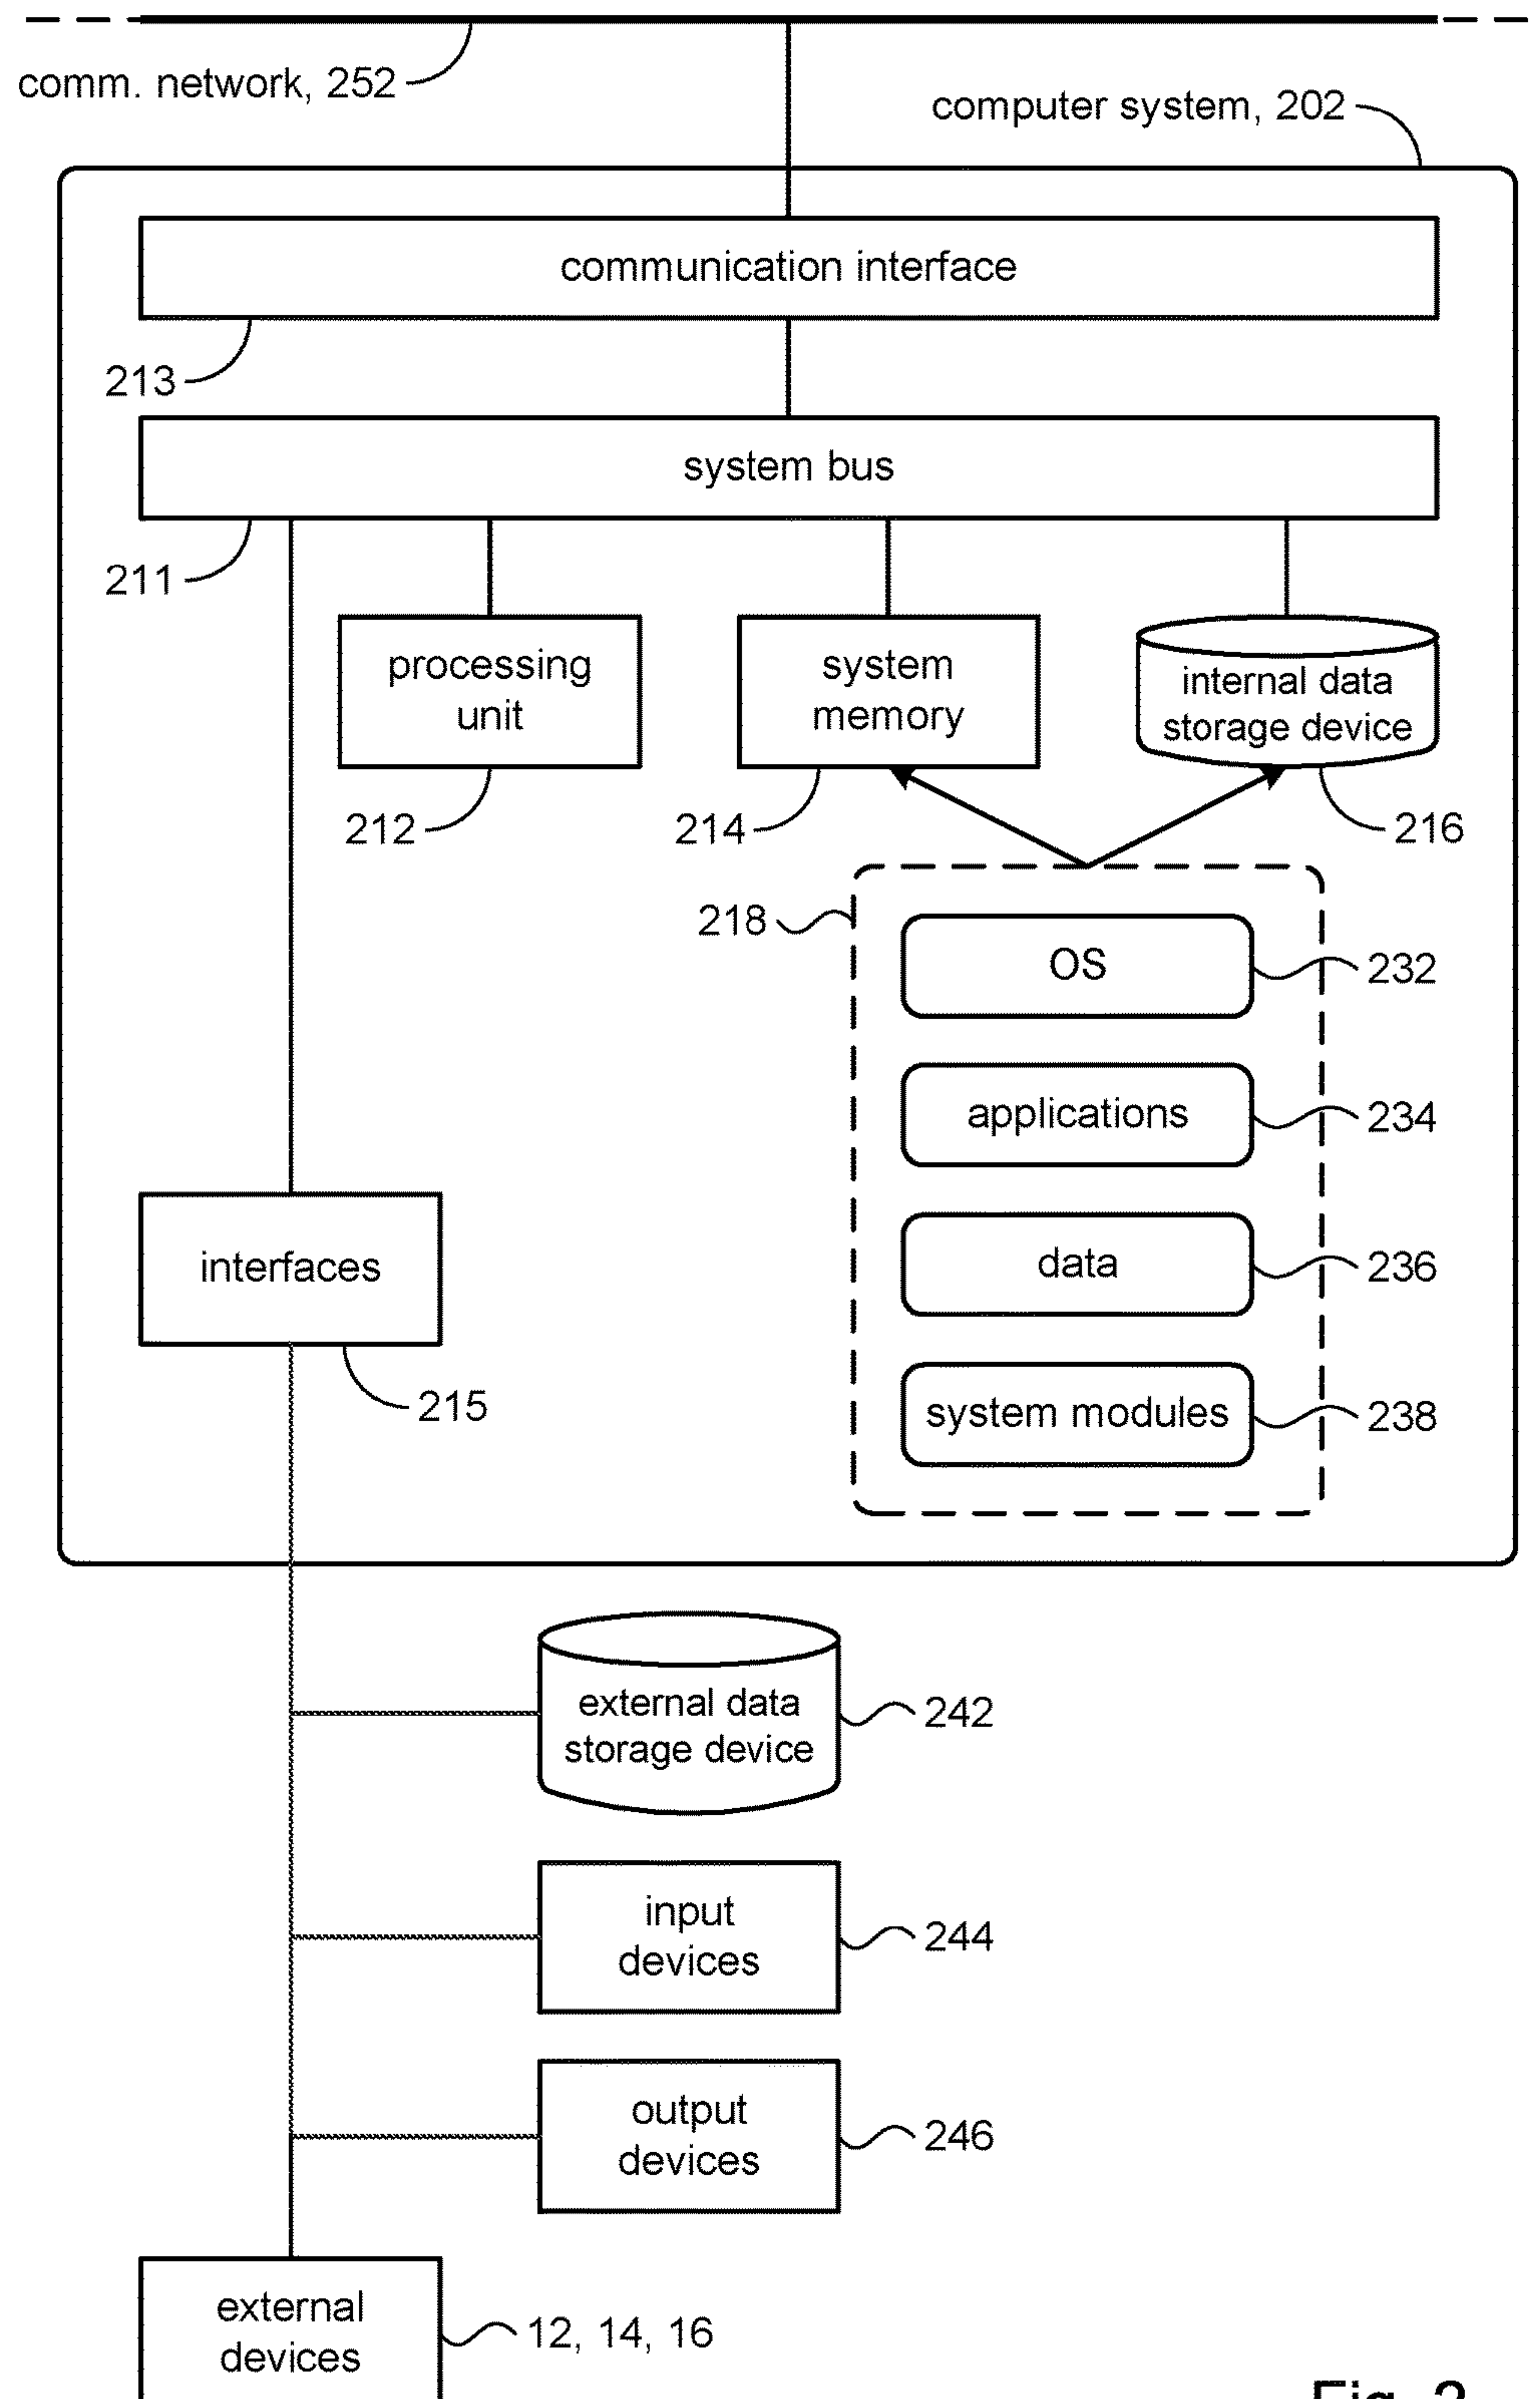 comm. network, 252
computer system, 202
communication interface
213
system bus
211
processing
unit
system
memory
internal data
storage device
212
214
216
218
OS
232
applications
234
data
236
interfaces
system modules
238
215
external data
storage device
242
input
devices
244
output
devices
246
external
devices
12, 14, 16
Fig. 2